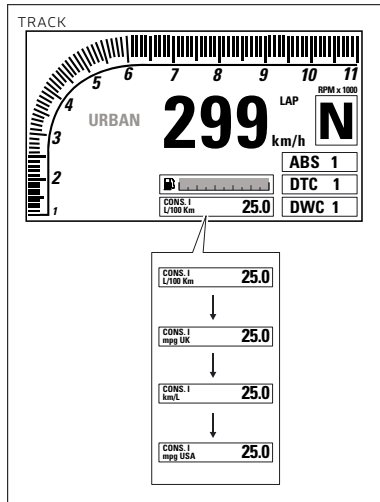 TRACK
1
2
3
4
5
6
7
8
9
10
11
RPM x 1000
URBAN
299
km/h
LAP
N
ABS 1
DTC 1
DWC 1
CONS. I
L/100 Km
25.0
CONS. I
L/100 Km
25.0
CONS. I
mpg UK
25.0
CONS. I
km/L
25.0
CONS. I
mpg USA
25.0